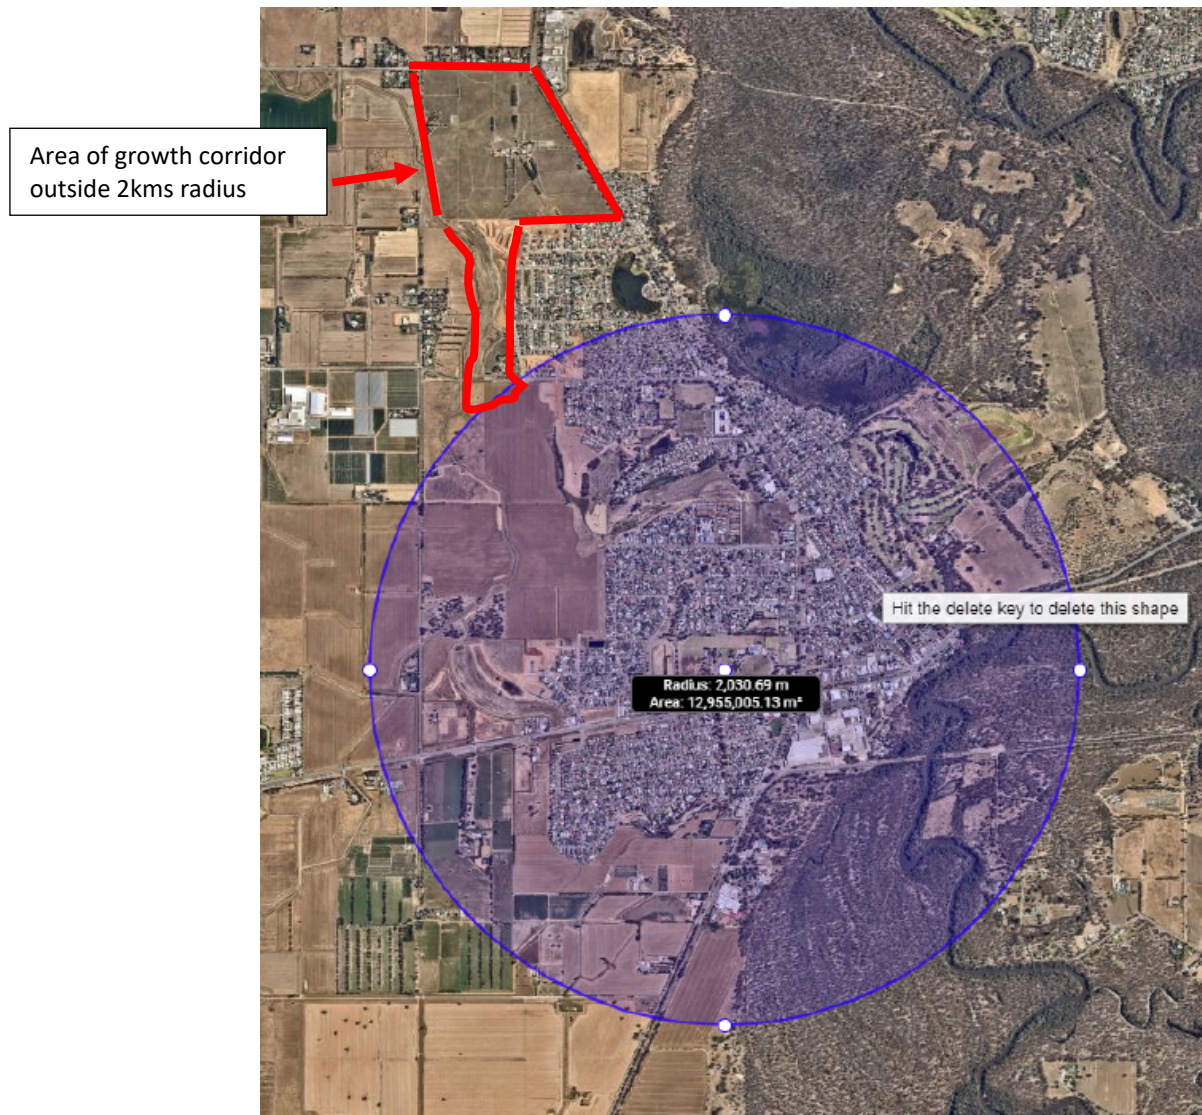 Area of growth corridor
outside 2kms radius
Hit the delete key to delete this shape
Radius: 2,030.69 m
Area: 12,955,005.13 m²